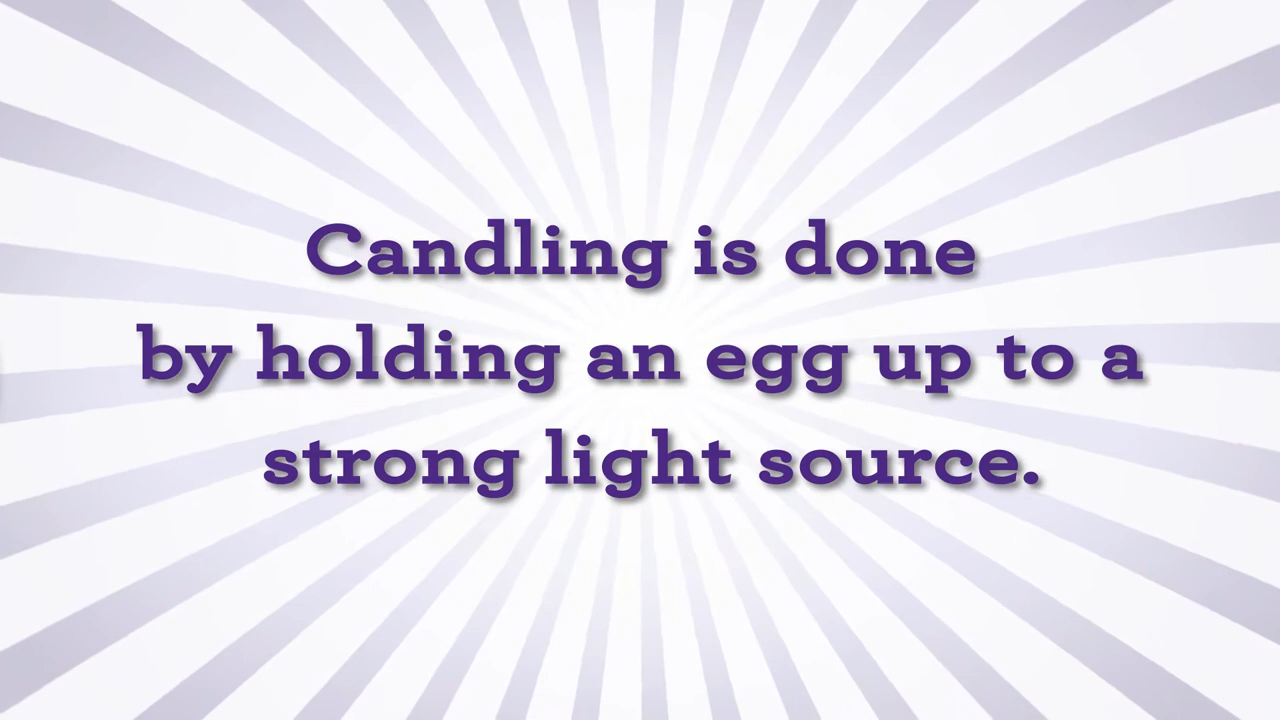 Candling is done
by holding an egg up to a
strong light source.